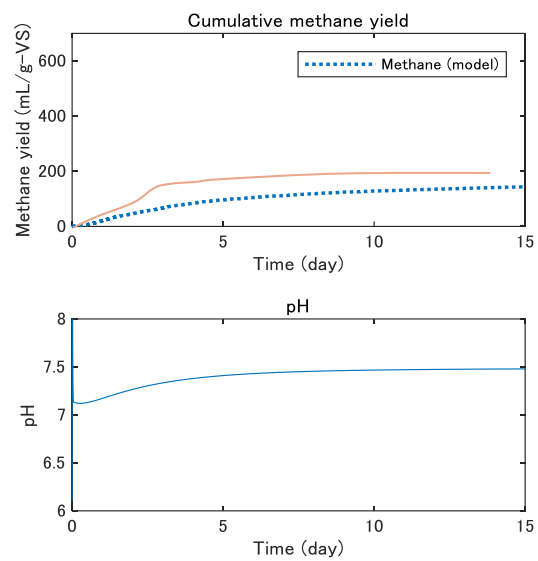 Cumulative methane yield
Methane yield (mL/g-VS)
600
400
200
0
Methane (model)
0
5
10
15
Time (day)
pH
pH
8
7.5
7
6.5
6
0
5
10
15
Time (day)